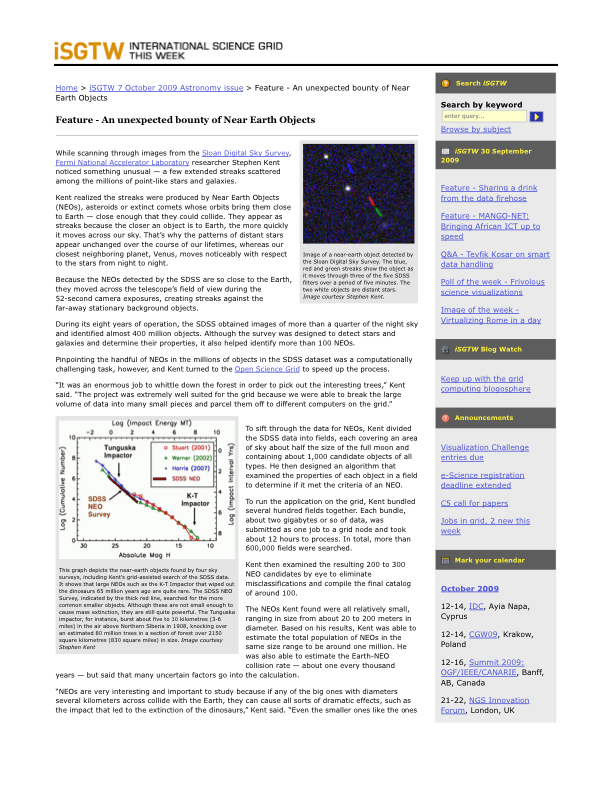 iSGTW INTERNATIONAL SCIENCE GRID
THIS WEEK
Home > iSGTW 7 October 2009 Astronomy issue > Feature - An unexpected bounty of Near
Earth Objects
Feature - An unexpected bounty of Near Earth Objects
While scanning through images from the Sloan Digital Sky Survey,
Fermi National Accelerator Laboratory researcher Stephen Kent
noticed something unusual — a few extended streaks scattered
among the millions of point-like stars and galaxies.
Kent realized the streaks were produced by Near Earth Objects
(NEOs), asteroids or extinct comets whose orbits bring them close
to Earth — close enough that they could collide. They appear as
streaks because the closer an object is to Earth, the more quickly
it moves across our sky. That's why the patterns of distant stars
appear unchanged over the course of our lifetimes, whereas our
closest neighboring planet, Venus, moves noticeably with respect
to the stars from night to night.
Because the NEOs detected by the SDSS are so close to the Earth,
they moved across the telescope's field of view during the
52-second camera exposures, creating streaks against the
far-away stationary background objects.
Image of a near-earth object detected by
the Sloan Digital Sky Survey. The blue,
red and green streaks show the object as
it moves through three of the five SDSS
filters over a period of five minutes. The
two white objects are distant stars.
Image courtesy Stephen Kent.
During its eight years of operation, the SDSS obtained images of more than a quarter of the night sky
and identified almost 400 million objects. Although the survey was designed to detect stars and
galaxies and determine their properties, it also helped identify more than 100 NEOs.
Pinpointing the handful of NEOs in the millions of objects in the SDSS dataset was a computationally
challenging task, however, and Kent turned to the Open Science Grid to speed up the process.
"It was an enormous job to whittle down the forest in order to pick out the interesting trees," Kent
said. "The project was extremely well suited for the grid because we were able to break the large
volume of data into many small pieces and parcel them off to different computers on the grid."
Log (Impact Energy MT)
-2 0 2 4 6 8 10
Tunguska
Impactor
Stuart (2001)
Werner (2002)
Harris (2007)
SDSS NEO
SDSS
NEO
Survey
K-T
Impactor
Log (Cumulative Number)
10
8
6
4
2
0
Log (Impact Interval Yrs)
0
2
4
6
8
30 25 20 15 10
Absolute Mag H
This graph depicts the near-earth objects found by four sky
surveys, including Kent's grid-assisted search of the SDSS data.
It shows that large NEOs such as the K-T Impactor that wiped out
the dinosaurs 65 million years ago are quite rare. The SDSS NEO
Survey, indicated by the thick red line, searched for the more
common smaller objects. Although these are not small enough to
cause mass extinction, they are still quite powerful. The Tunguska
impactor, for instance, burst about five to 10 kilometres (3-6
miles) in the air above Northern Siberia in 1908, knocking over
an estimated 80 million trees in a section of forest over 2150
square kilometres (830 square miles) in size. Image courtesy
Stephen Kent
To sift through the data for NEOs, Kent divided
the SDSS data into fields, each covering an area
of sky about half the size of the full moon and
containing about 1,000 candidate objects of all
types. He then designed an algorithm that
examined the properties of each object in a field
to determine if it met the criteria of an NEO.
To run the application on the grid, Kent bundled
several hundred fields together. Each bundle,
about two gigabytes or so of data, was
submitted as one job to a grid node and took
about 12 hours to process. In total, more than
600,000 fields were searched.
Kent then examined the resulting 200 to 300
NEO candidates by eye to eliminate
misclassifications and compile the final catalog
of around 100.
The NEOs Kent found were all relatively small,
ranging in size from about 20 to 200 meters in
diameter. Based on his results, Kent was able to
estimate the total population of NEOs in the
same size range to be around one million. He
was also able to estimate the Earth-NEO
collision rate — about one every thousand
years — but said that many uncertain factors go into the calculation.
"NEOs are very interesting and important to study because if any of the big ones with diameters
several kilometers across collide with the Earth, they can cause all sorts of dramatic effects, such as
the impact that led to the extinction of the dinosaurs," Kent said. "Even the smaller ones like the ones
Search iSGTW
Search by keyword
enter query...
Browse by subject
iSGTW 30 September
2009
Feature - Sharing a drink
from the data firehose
Feature - MANGO-NET:
Bringing African ICT up to
speed
Q&A - Tevfik Kosar on smart
data handling
Poll of the week - Frivolous
science visualizations
Image of the week -
Virtualizing Rome in a day
iSGTW Blog Watch
Keep up with the grid
computing blogosphere
Announcements
Visualization Challenge
entries due
e-Science registration
deadline extended
CS call for papers
Jobs in grid, 2 new this
week
Mark your calendar
October 2009
12-14, IDC, Ayia Napa,
Cyprus
12-14, CGW09, Krakow,
Poland
12-16, Summit 2009:
OGF/IEEE/CANARIE, Banff,
AB, Canada
21-22, NGS Innovation
Forum, London, UK